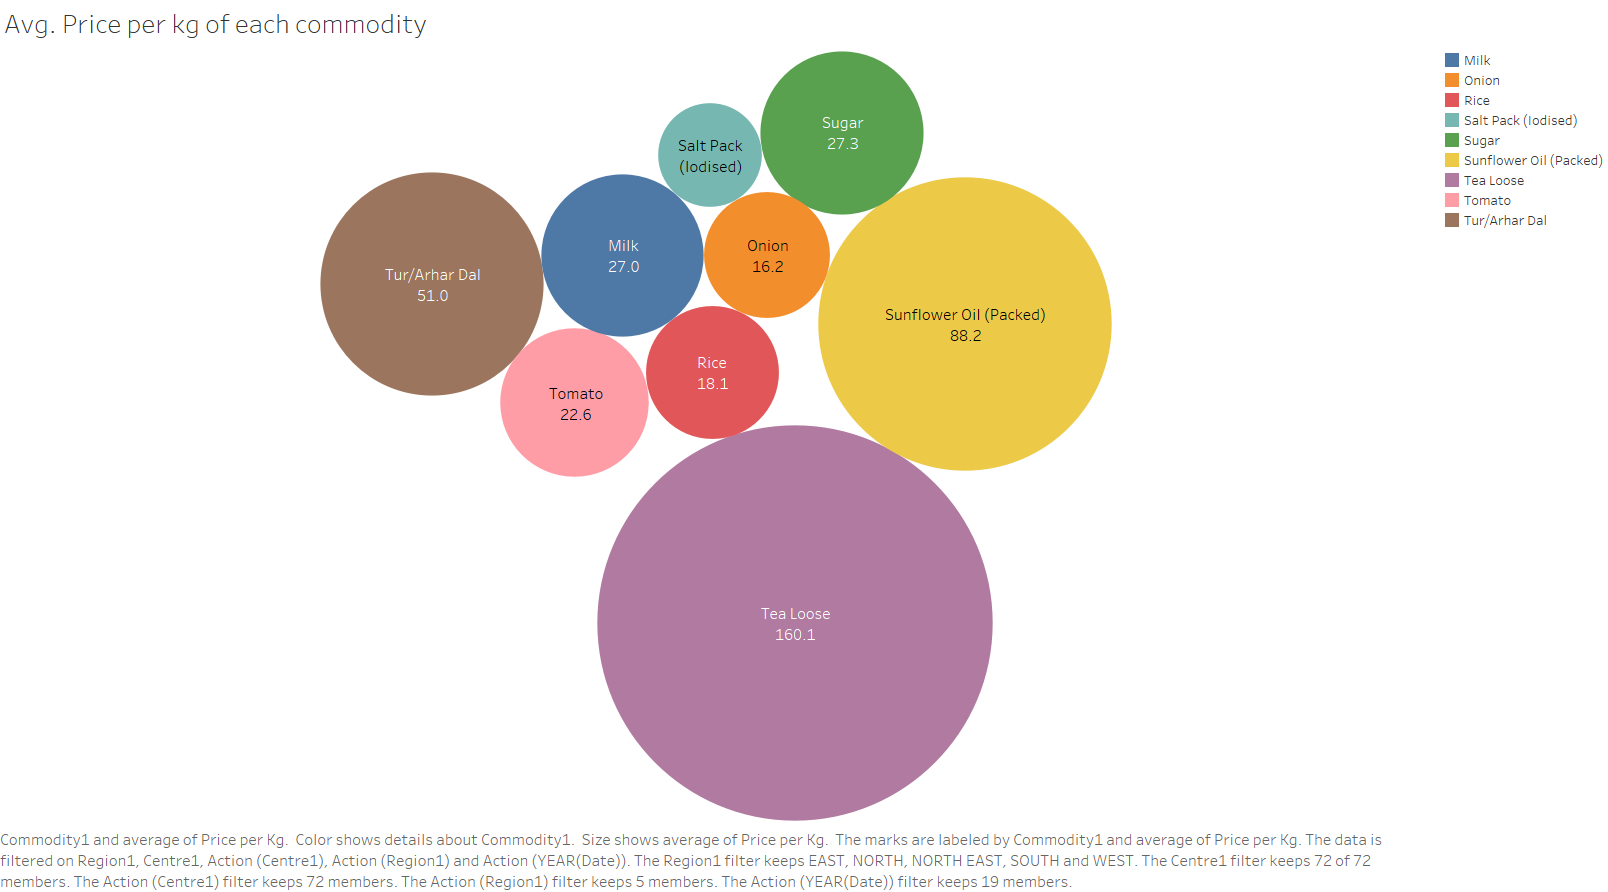 Avg. Price per kg of each commodity
Milk
Onion
Rice
Salt Pack (Iodised)
Sugar
Sunflower Oil (Packed)
Tea Loose
Tomato
Tur/Arhar Dal
Sugar
27.3
Salt Pack
(Iodised)
Milk
27.0
Onion
16.2
Tur/Arhar Dal
51.0
Sunflower Oil (Packed)
88.2
Rice
18.1
Tomato
22.6
Tea Loose
160.1
Commodity1 and average of Price per Kg.  Color shows details about Commodity1.  Size shows average of Price per Kg.  The marks are labeled by Commodity1 and average of Price per Kg. The data is
filtered on Region1, Centre1, Action (Centre1), Action (Region1) and Action (YEAR(Date)). The Region1 filter keeps EAST, NORTH, NORTH EAST, SOUTH and WEST. The Centre1 filter keeps 72 of 72
members. The Action (Centre1) filter keeps 72 members. The Action (Region1) filter keeps 5 members. The Action (YEAR(Date)) filter keeps 19 members.